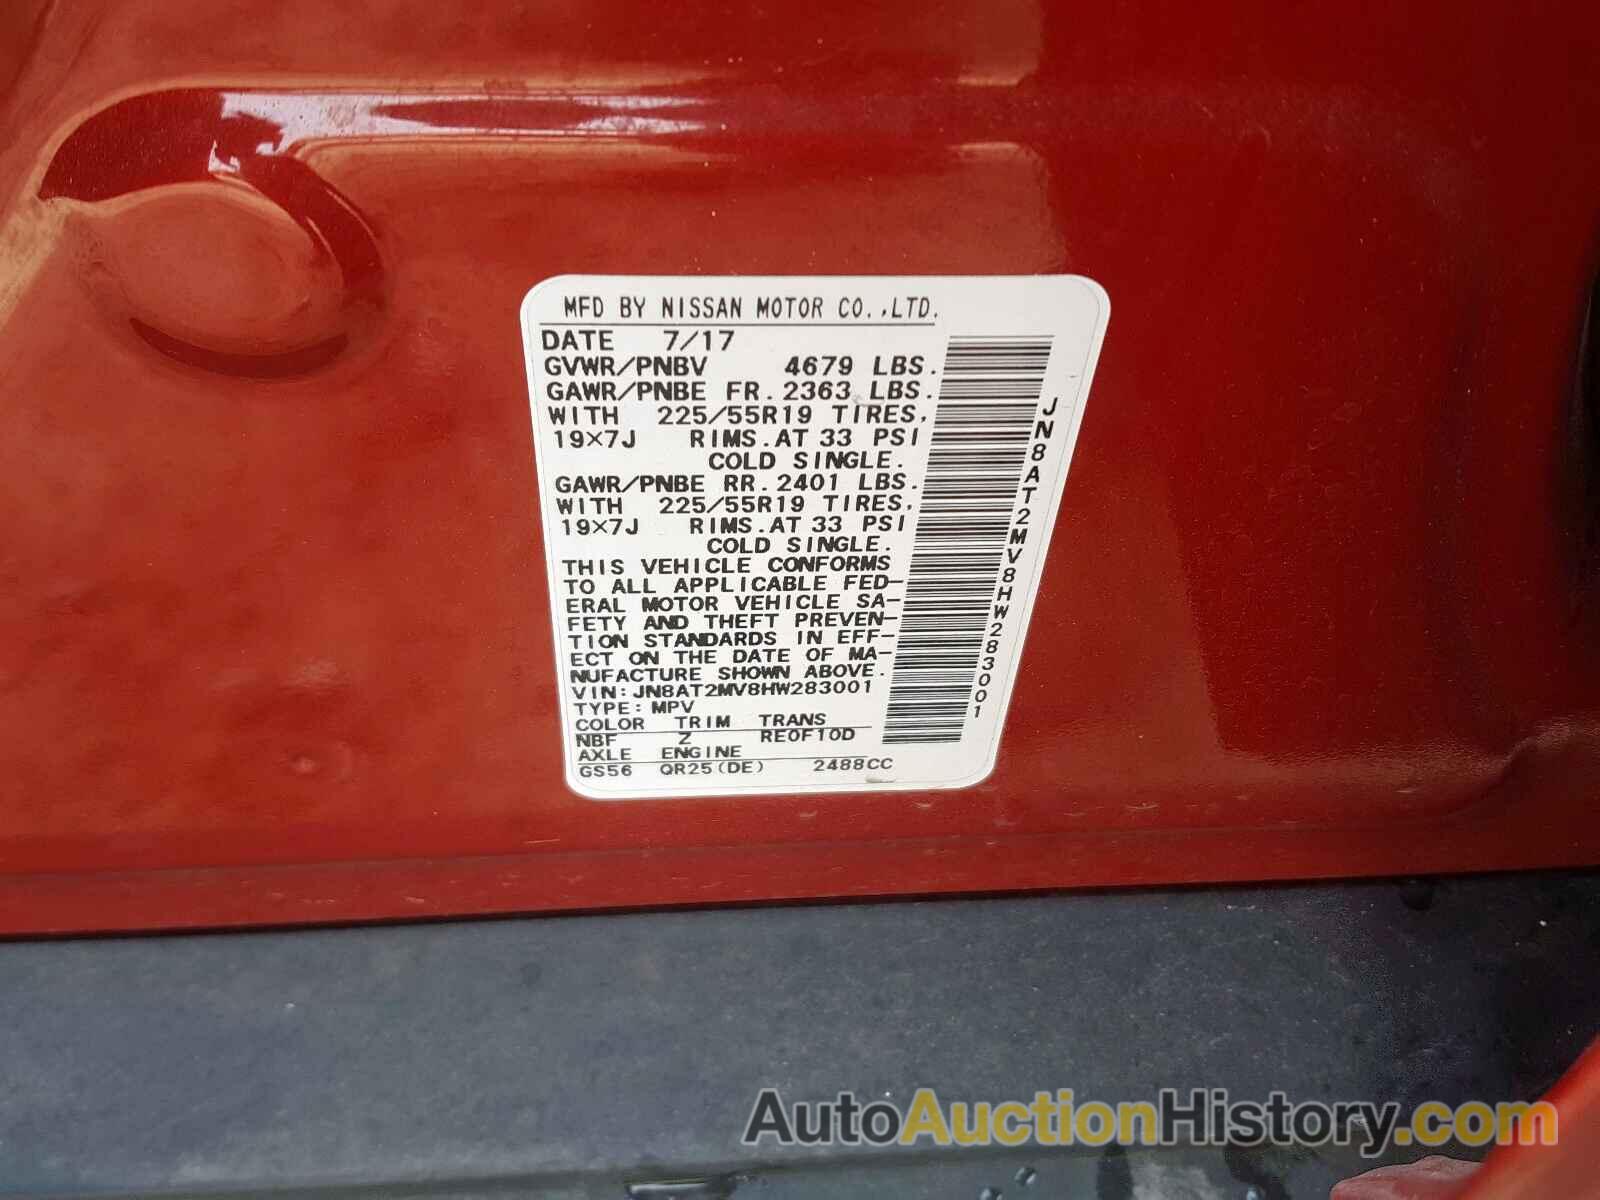 MFD BY NISSAN MOTOR CO.,LTD.
DATE 7/17
GVWR/PNBV 4679 LBS.
GAWR/PNBE FR. 2363 LBS.
WITH 225/55R19 TIRES,
19×7J RIMS. AT 33 PSI
COLD SINGLE.
GAWR/PNBE RR. 2401 LBS.
WITH 225/55R19 TIRES,
19×7J RIMS. AT 33 PSI
COLD SINGLE.
THIS VEHICLE CONFORMS
TO ALL APPLICABLE FED-
ERAL MOTOR VEHICLE SA-
FETY AND THEFT PREVEN-
TION STANDARDS IN EFF-
ECT ON THE DATE OF MA-
NUFACTURE SHOWN ABOVE.
VIN: JN8AT2MV8HW283001
TYPE: MPV
COLOR TRIM TRANS
NBF Z RE0F10D
AXLE ENGINE
GS56 QR25(DE) 2488CC
JN8AT2MV8HW283001
AutoAuctionHistory.com